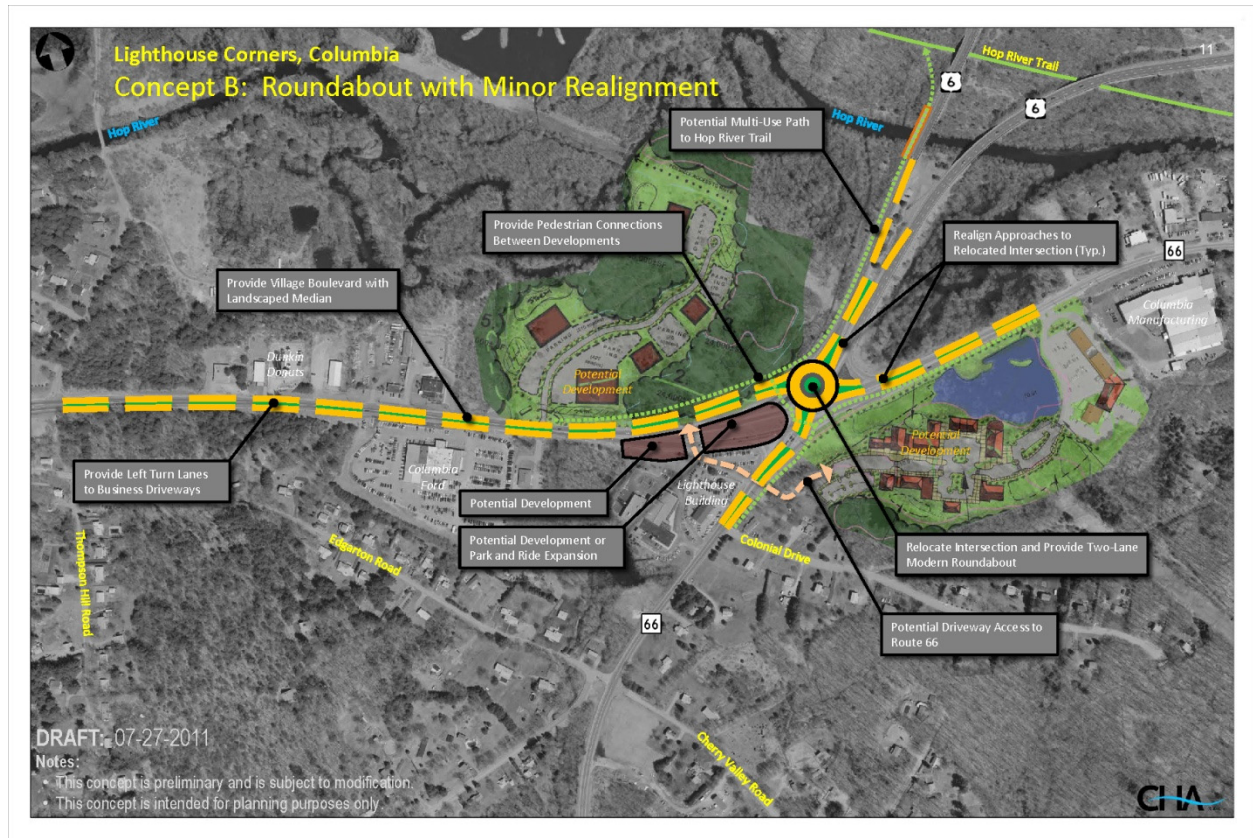 Lighthouse Corners, Columbia
Concept B:  Roundabout with Minor Realignment
11
Hop River Trail
6
6
Hop River
Hop River
Potential Multi-Use Path
to Hop River Trail
Provide Pedestrian Connections
Between Developments
Realign Approaches to
Relocated Intersection (Typ.)
66
Provide Village Boulevard with
Landscaped Median
Columbia
Manufacturing
Dunkin
Donuts
Potential
Development
Potential
Development
Provide Left Turn Lanes
to Business Driveways
Columbia
Ford
Lighthouse
Building
Potential Development
Potential Development or
Park and Ride Expansion
Relocate Intersection and Provide Two-Lane
Modern Roundabout
Thompson Hill Road
Edgarton Road
Colonial Drive
66
Potential Driveway Access to
Route 66
Cherry Valley Road
DRAFT:  07-27-2011
Notes:
• This concept is preliminary and is subject to modification.
• This concept is intended for planning purposes only.
CHA